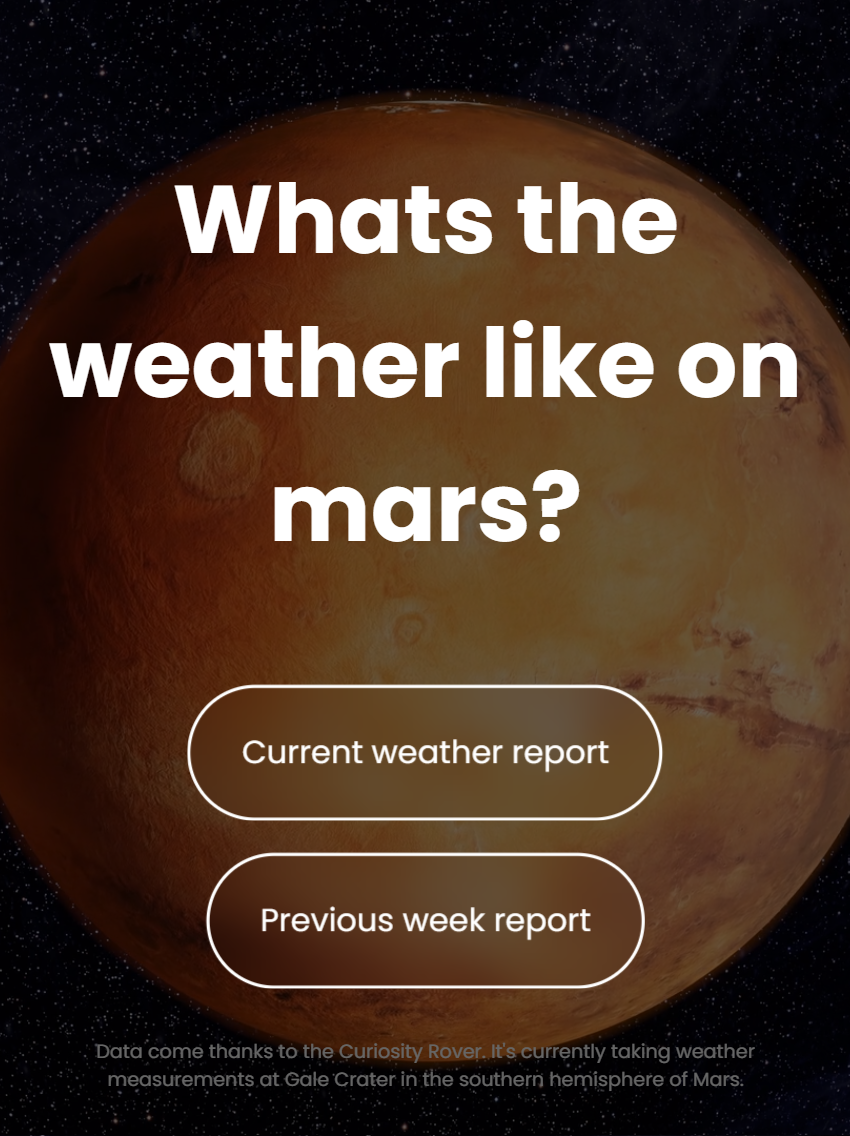 Whats the
weather like on
mars?
Current weather report
Previous week report
Data come thanks to the Curiosity Rover. It's currently taking weather
measurements at Gale Crater in the southern hemisphere of Mars.